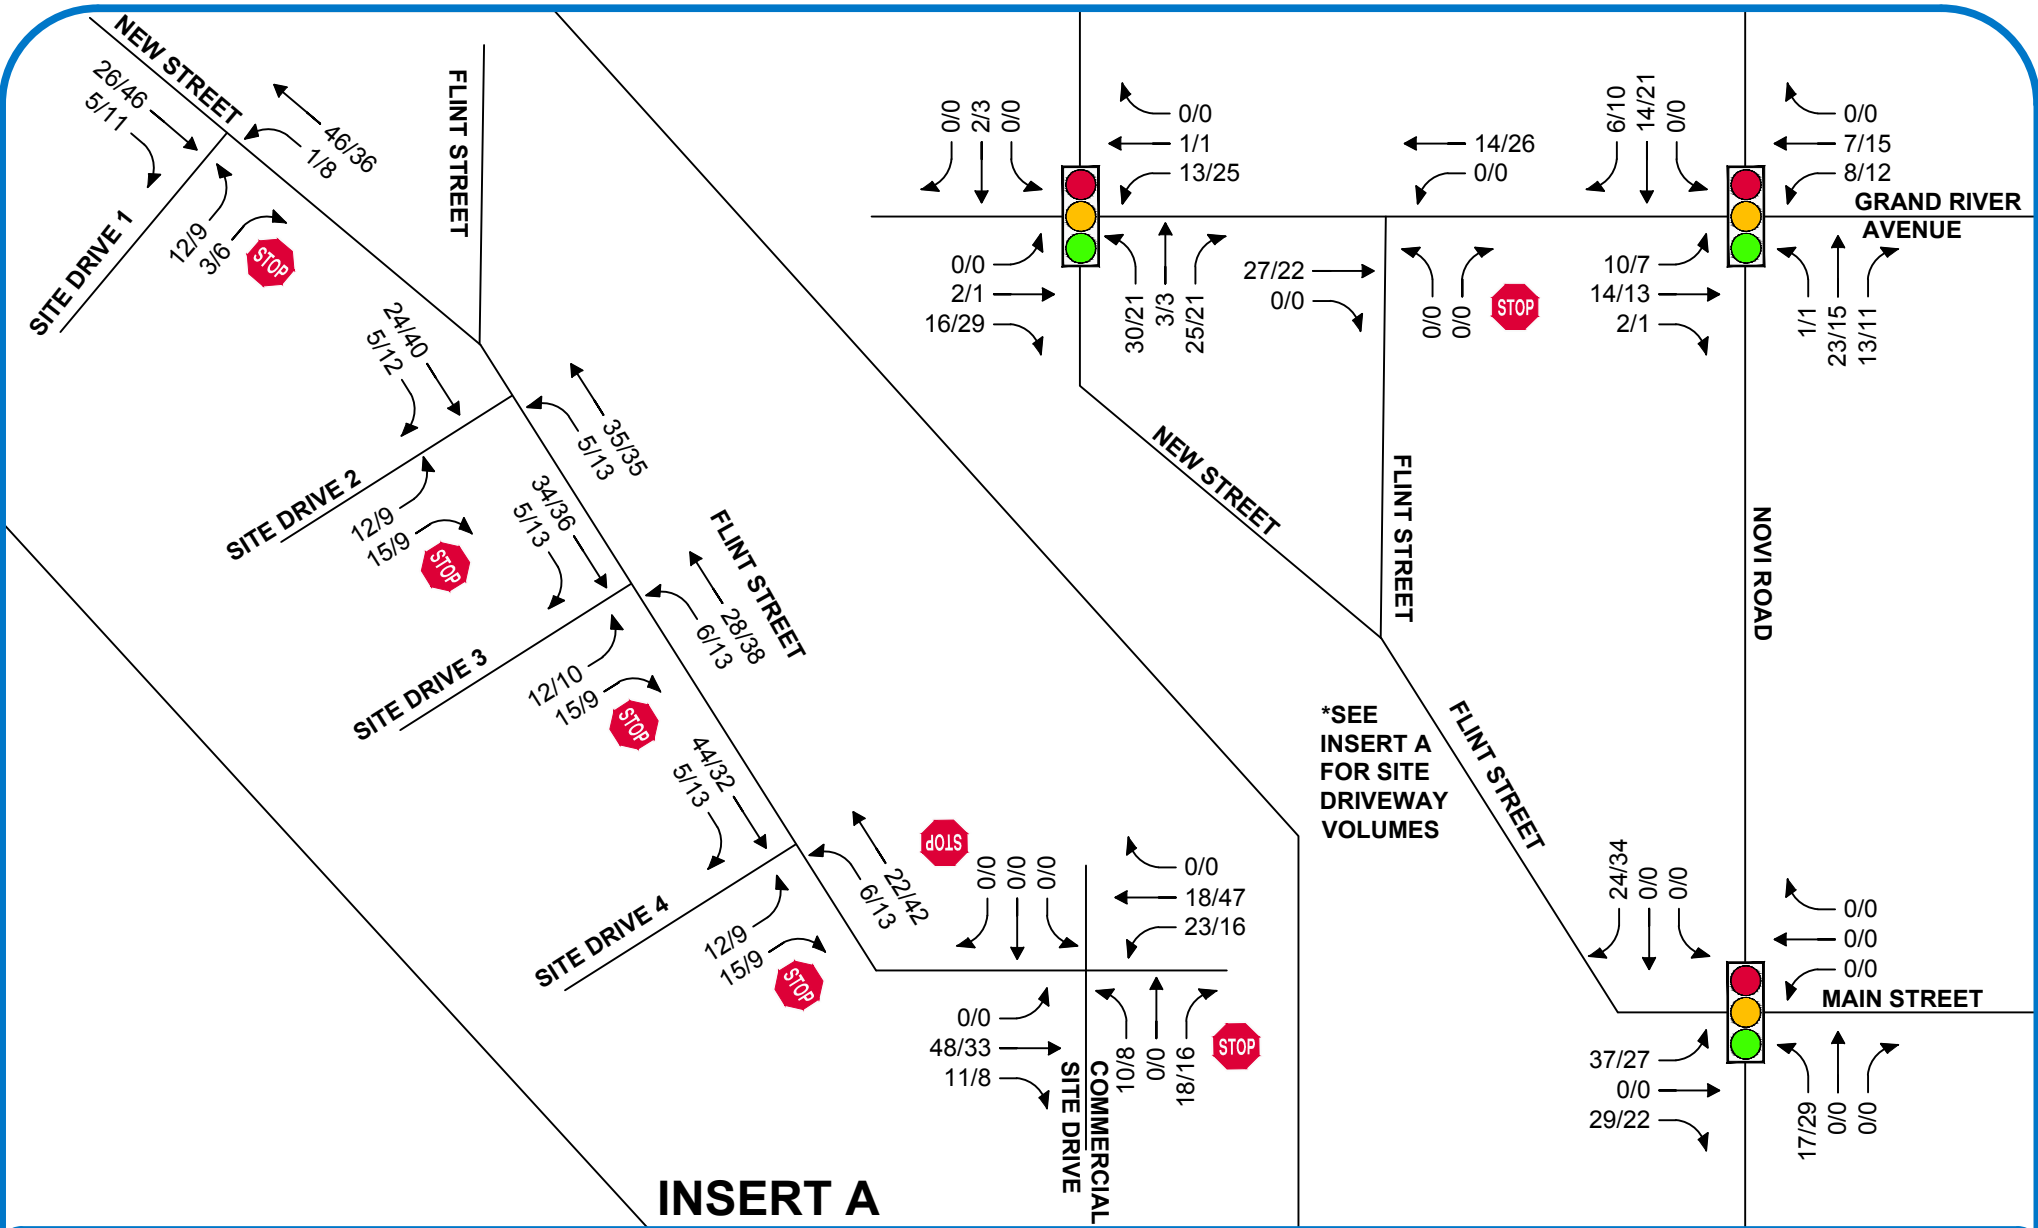 NEW STREET
26/46
5/11
46/36
1/8
FLINT STREET
SITE DRIVE 1
12/9
3/6
STOP
24/40
5/12
35/35
5/13
SITE DRIVE 2
12/9
15/9
STOP
34/36
5/13
FLINT STREET
28/38
6/13
SITE DRIVE 3
12/10
15/9
STOP
44/32
5/13
22/42
6/13
SITE DRIVE 4
12/9
15/9
STOP
STOP
0/0
0/0
0/0
0/0
18/47
23/16
0/0
48/33
11/8
10/8
0/0
18/16
STOP
COMMERCIAL
SITE DRIVE
INSERT A
0/0
2/3
0/0
0/0
1/1
13/25
0/0
2/1
16/29
30/21
3/3
25/21
14/26
0/0
27/22
0/0
0/0
0/0
STOP
6/10
14/21
0/0
0/0
7/15
8/12
GRAND RIVER
AVENUE
10/7
14/13
2/1
1/1
23/15
13/11
NEW STREET
FLINT STREET
NOVI ROAD
*SEE
INSERT A
FOR SITE
DRIVEWAY
VOLUMES
FLINT STREET
24/34
0/0
0/0
0/0
0/0
0/0
MAIN STREET
37/27
0/0
29/22
17/29
0/0
0/0